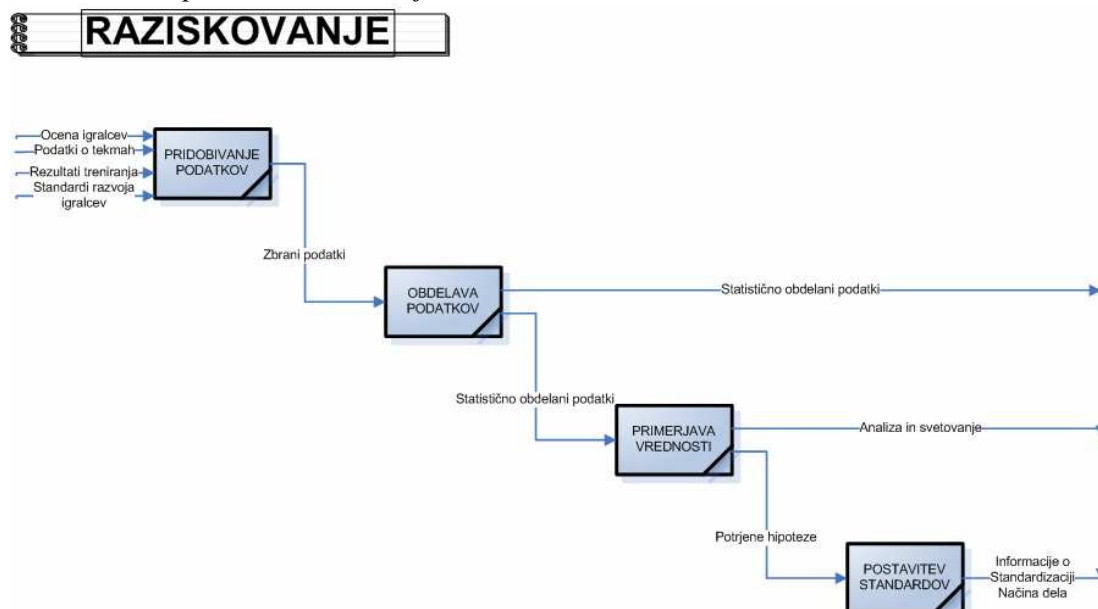 RAZISKOVANJE
Ocena igralcev
Podatki o tekmah
Rezultati treniranja
Standardi razvoja
igralcev
PRIDOBIVANJE
PODATKOV
Zbrani podatki
OBDELAVA
PODATKOV
Statistično obdelani podatki
Statistično obdelani podatki
PRIMERJAVA
VREDNOSTI
Analiza in svetovanje
Potrjene hipoteze
POSTAVITEV
STANDARDOV
Informacije o
Standardizaciji
Načina dela